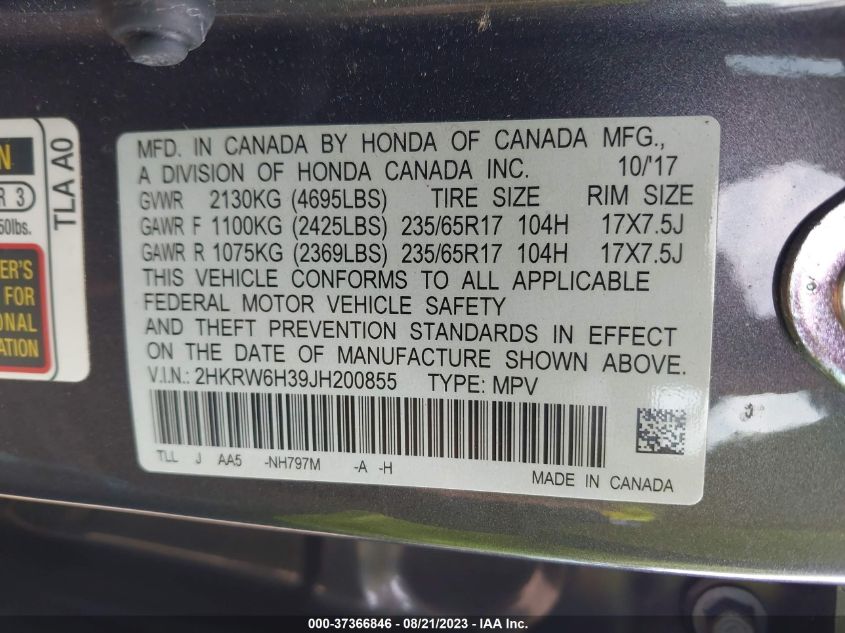 MFD. IN CANADA BY HONDA OF CANADA MFG.,
A DIVISION OF HONDA CANADA INC. 10/'17
GVWR 2130KG (4695LBS) TIRE SIZE RIM SIZE
GAWR F 1100KG (2425LBS) 235/65R17 104H 17X7.5J
GAWR R 1075KG (2369LBS) 235/65R17 104H 17X7.5J
THIS VEHICLE CONFORMS TO ALL APPLICABLE
FEDERAL MOTOR VEHICLE SAFETY
AND THEFT PREVENTION STANDARDS IN EFFECT
ON THE DATE OF MANUFACTURE SHOWN ABOVE.
V.I.N.: 2HKRW6H39JH200855 TYPE: MPV
TLL J AA5 -NH797M -A -H
MADE IN CANADA
TLA A0
N
R 3
50lbs.
ER'S
FOR
ONAL
ATION
000-37366846 - 08/21/2023 - IAAI.